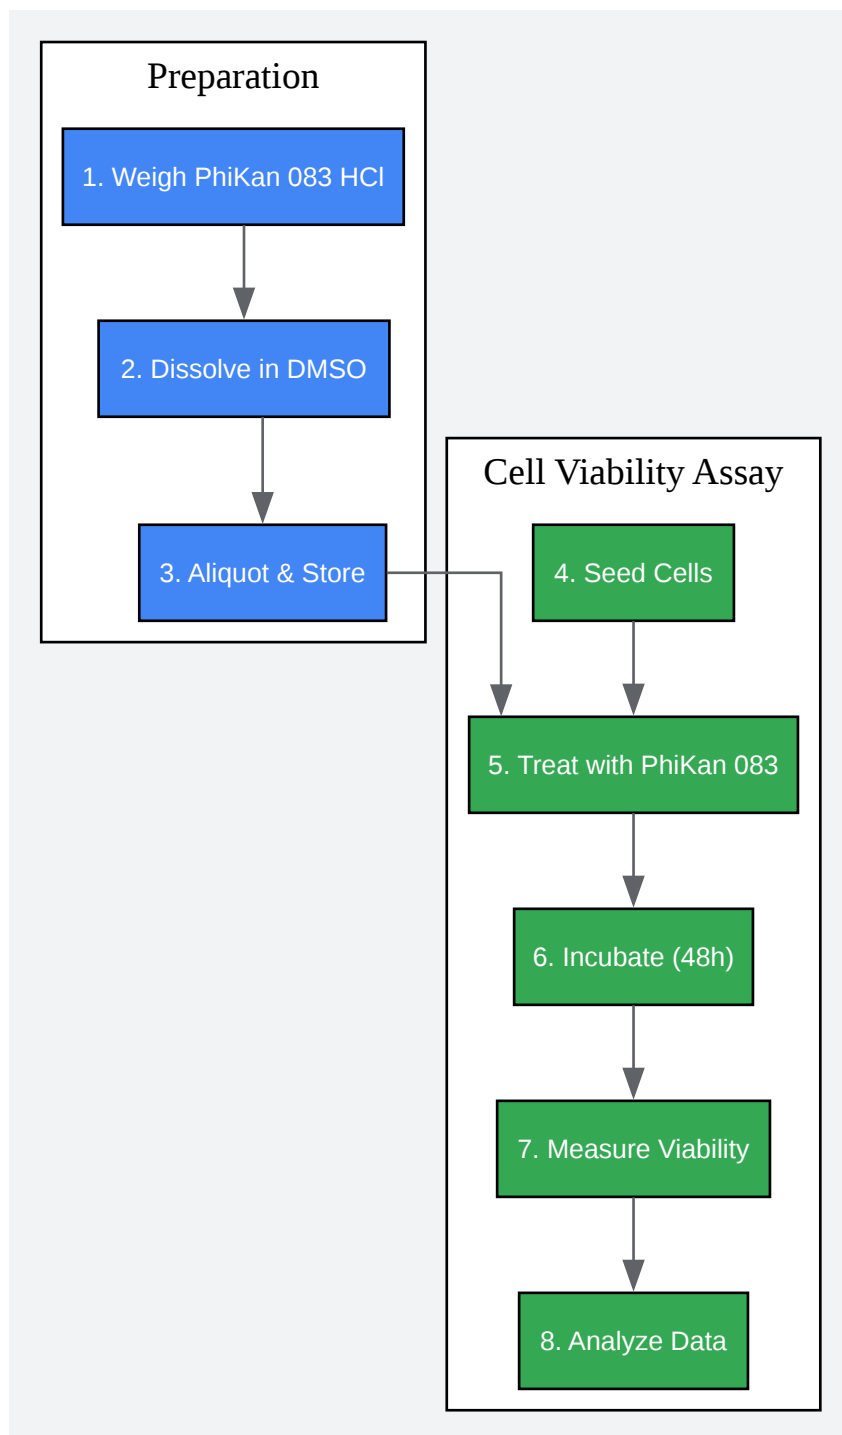 Preparation
1. Weigh PhiKan 083 HCl
2. Dissolve in DMSO
3. Aliquot & Store
Cell Viability Assay
4. Seed Cells
5. Treat with PhiKan 083
6. Incubate (48h)
7. Measure Viability
8. Analyze Data